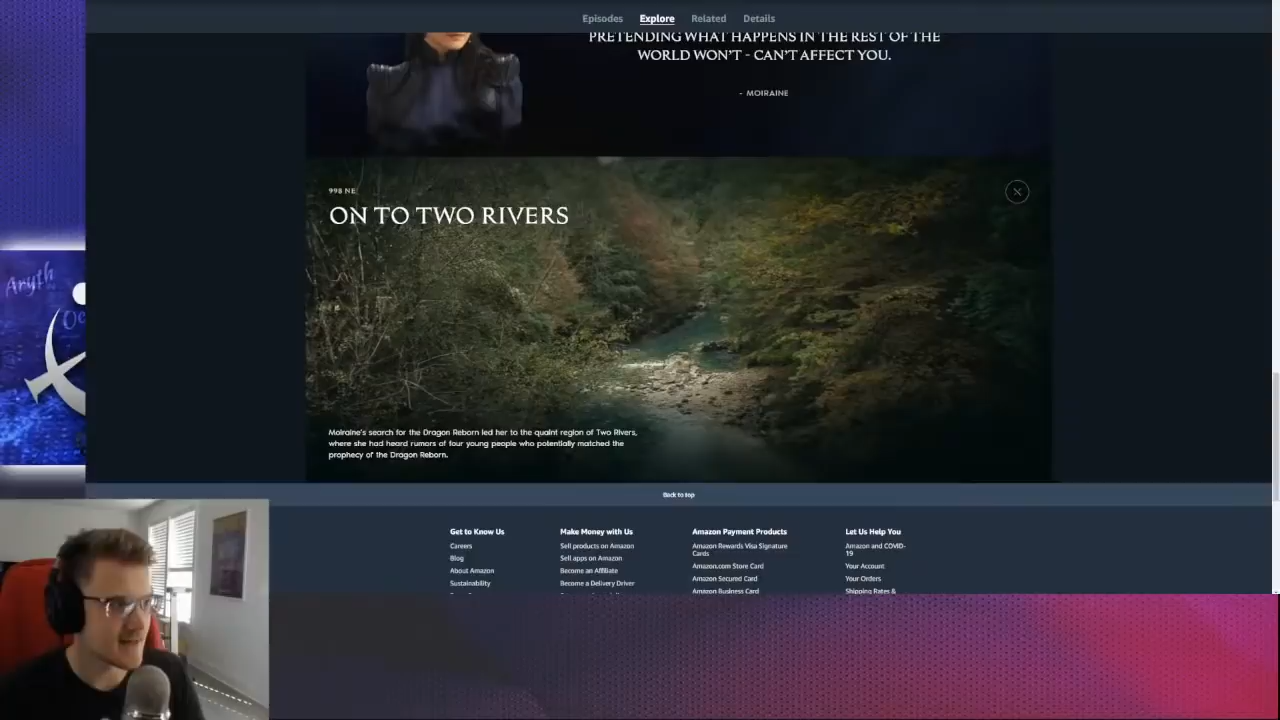 Episodes Explore Related Details
PRETENDING WHAT HAPPENS IN THE REST OF THE
WORLD WON'T - CAN'T AFFECT YOU.
- MOIRAINE
998 NE
ON TO TWO RIVERS
Moiraine's search for the Dragon Reborn led her to the quaint region of Two Rivers,
where she had heard rumors of four young people who potentially matched the
prophecy of the Dragon Reborn.
Back to top
Get to Know Us
Careers
Blog
About Amazon
Sustainability
Make Money with Us
Sell products on Amazon
Sell apps on Amazon
Become an Affiliate
Become a Delivery Driver
Amazon Payment Products
Amazon Rewards Visa Signature
Cards
Amazon.com Store Card
Amazon Secured Card
Amazon Business Card
Let Us Help You
Amazon and COVID-
19
Your Account
Your Orders
Shipping Rates &
Aryth
Oc